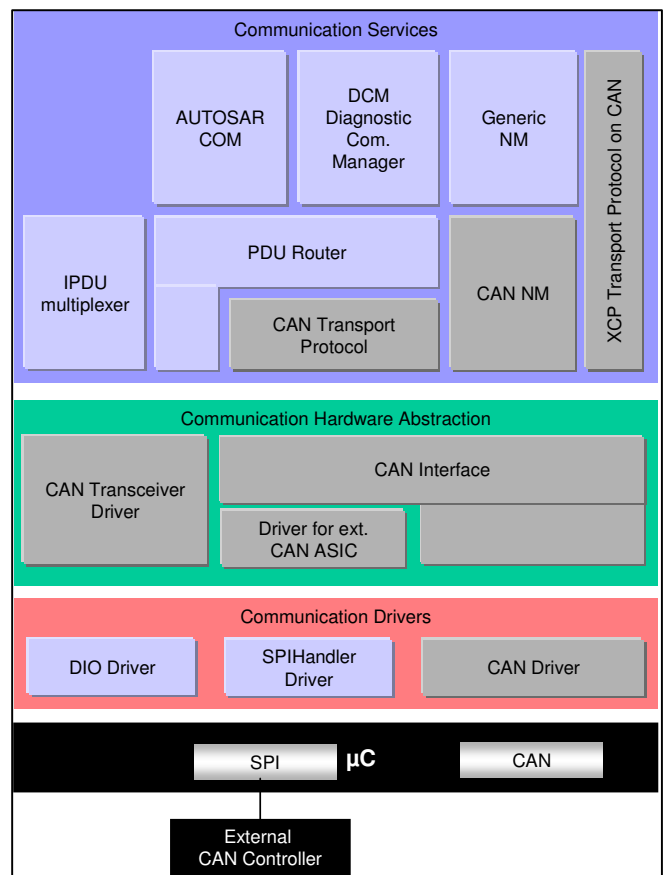 Communication Services
AUTOSAR
COM
DCM
Diagnostic
Com.
Manager
Generic
NM
XCP Transport Protocol on CAN
IPDU
multiplexer
PDU Router
CAN NM
CAN Transport
Protocol
Communication Hardware Abstraction
CAN Transceiver
Driver
CAN Interface
Driver for ext.
CAN ASIC
Communication Drivers
DIO Driver
SPIHandler
Driver
CAN Driver
SPI
µC
CAN
External
CAN Controller